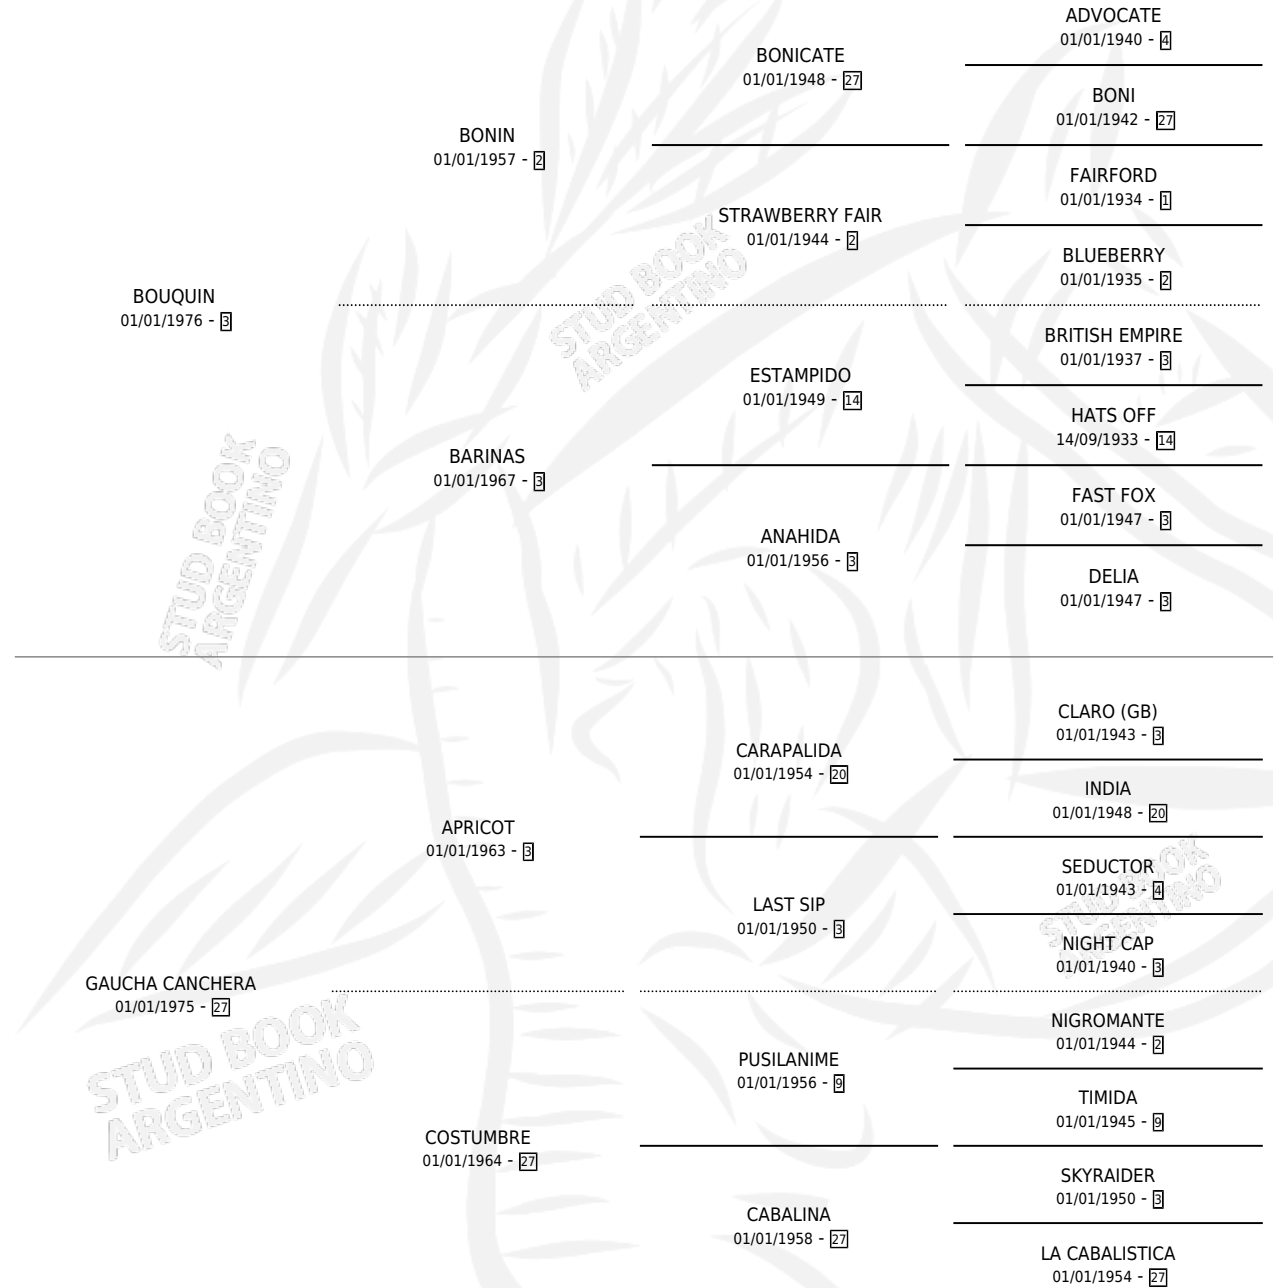 ADVOCATE
01/01/1940 - 4
BONICATE
01/01/1948 - 27
BONI
01/01/1942 - 27
BONIN
01/01/1957 - 2
FAIRFORD
01/01/1934 - 1
STRAWBERRY FAIR
01/01/1944 - 2
BLUEBERRY
01/01/1935 - 2
BOUQUIN
01/01/1976 - 3
BRITISH EMPIRE
01/01/1937 - 3
ESTAMPIDO
01/01/1949 - 14
HATS OFF
14/09/1933 - 14
BARINAS
01/01/1967 - 3
FAST FOX
01/01/1947 - 3
ANAHIDA
01/01/1956 - 3
DELIA
01/01/1947 - 3
STUD BOOK
ARGENTINO
STUD BOOK
ARGENTINO
CLARO (GB)
01/01/1943 - 3
CARAPALIDA
01/01/1954 - 20
INDIA
01/01/1948 - 20
APRICOT
01/01/1963 - 3
SEDUCTOR
01/01/1943 - 4
LAST SIP
01/01/1950 - 3
NIGHT CAP
01/01/1940 - 3
GAUCHA CANCHERA
01/01/1975 - 27
NIGROMANTE
01/01/1944 - 2
PUSILANIME
01/01/1956 - 9
TIMIDA
01/01/1945 - 9
COSTUMBRE
01/01/1964 - 27
SKYRAIDER
01/01/1950 - 3
CABALINA
01/01/1958 - 27
LA CABALISTICA
01/01/1954 - 27
STUD BOOK
ARGENTINO
STUD BOOK
ARGENTINO